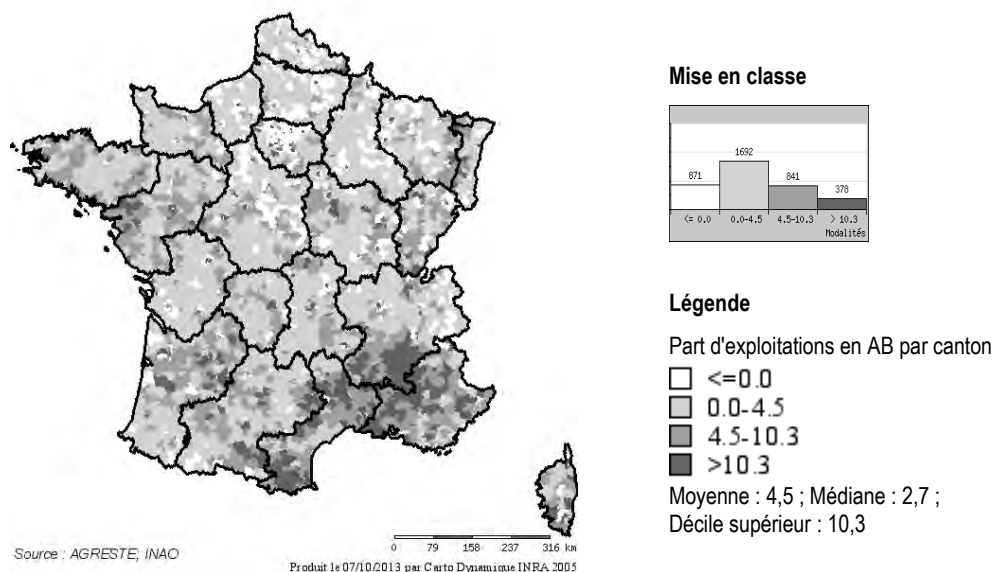 Mise en classe
871 1692 841 378
<= 0.0 0.0-4.5 4.5-10.3 > 10.3
Modalités
Légende
Part d'exploitations en AB par canton
<=0.0
0.0-4.5
4.5-10.3
>10.3
Moyenne : 4,5 ; Médiane : 2,7 ;
Décile supérieur : 10,3
0 79 158 237 316 km
Source : AGRESTE; INAO
Produit le 07/10/2013 par Carto Dynamique INRA 2005